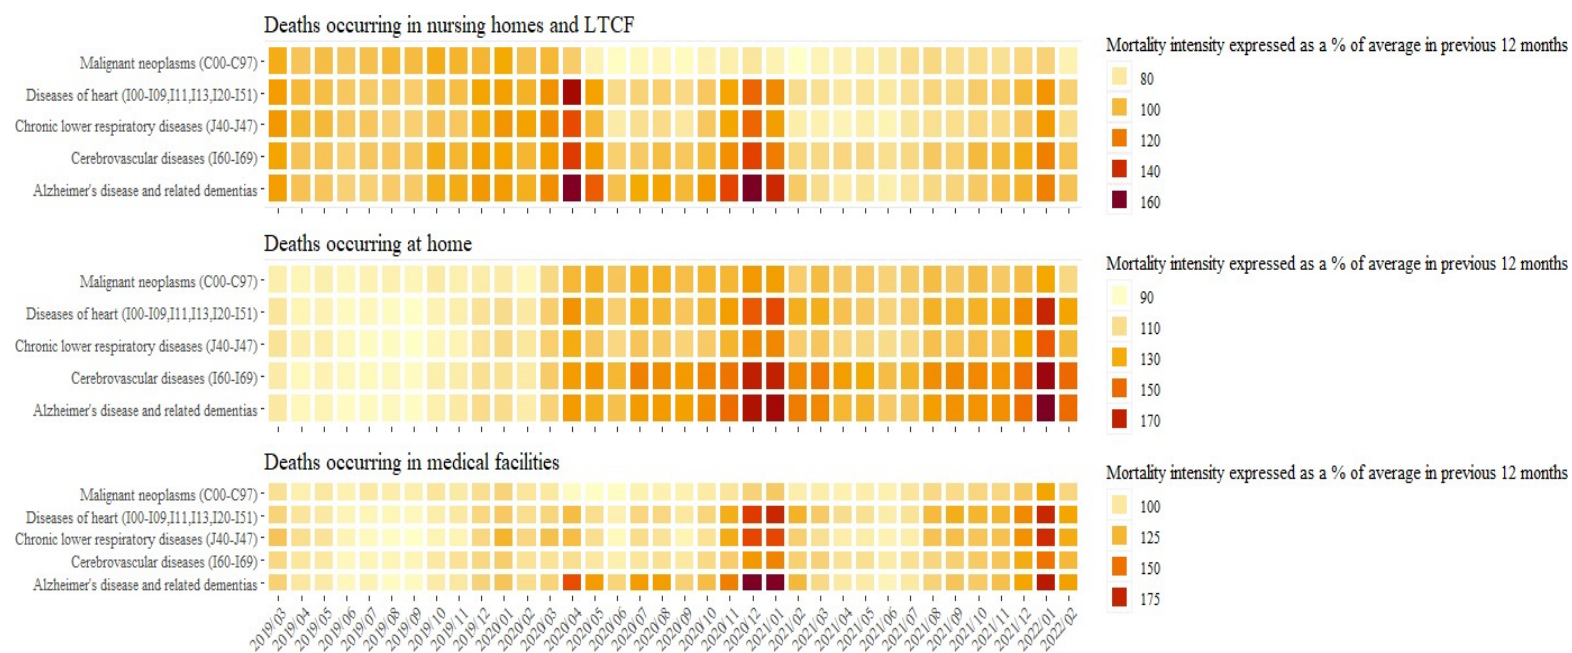 Deaths occurring in nursing homes and LTCF
Malignant neoplasms (C00-C97)
Diseases of heart (I00-I09,I11,I13,I20-I51)
Chronic lower respiratory diseases (J40-J47)
Cerebrovascular diseases (I60-I69)
Alzheimer's disease and related dementias
Mortality intensity expressed as a % of average in previous 12 months
80
100
120
140
160
Deaths occurring at home
Malignant neoplasms (C00-C97)
Diseases of heart (I00-I09,I11,I13,I20-I51)
Chronic lower respiratory diseases (J40-J47)
Cerebrovascular diseases (I60-I69)
Alzheimer's disease and related dementias
Mortality intensity expressed as a % of average in previous 12 months
90
110
130
150
170
Deaths occurring in medical facilities
Malignant neoplasms (C00-C97)
Diseases of heart (I00-I09,I11,I13,I20-I51)
Chronic lower respiratory diseases (J40-J47)
Cerebrovascular diseases (I60-I69)
Alzheimer's disease and related dementias
Mortality intensity expressed as a % of average in previous 12 months
100
125
150
175
2019/03
2019/04
2019/05
2019/06
2019/07
2019/08
2019/09
2019/10
2019/11
2019/12
2020/01
2020/02
2020/03
2020/04
2020/05
2020/06
2020/07
2020/08
2020/09
2020/10
2020/11
2020/12
2021/01
2021/02
2021/03
2021/04
2021/05
2021/06
2021/07
2021/08
2021/09
2021/10
2021/11
2021/12
2022/01
2022/02